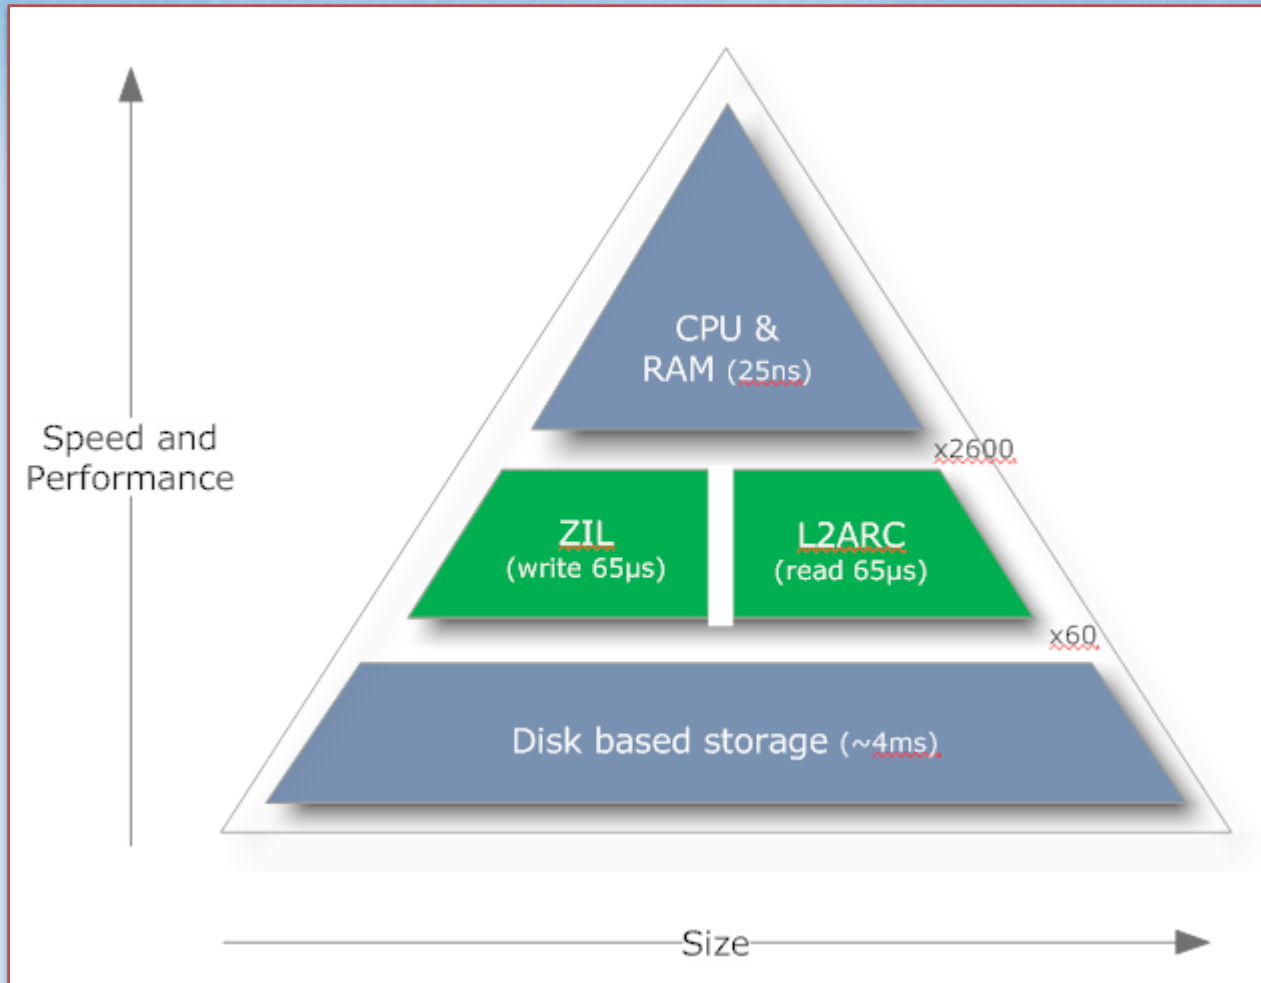 CPU &
RAM (25ns)
Speed and
Performance
x2600
ZIL
(write 65µs)
L2ARC
(read 65µs)
x60
Disk based storage (~4ms)
Size